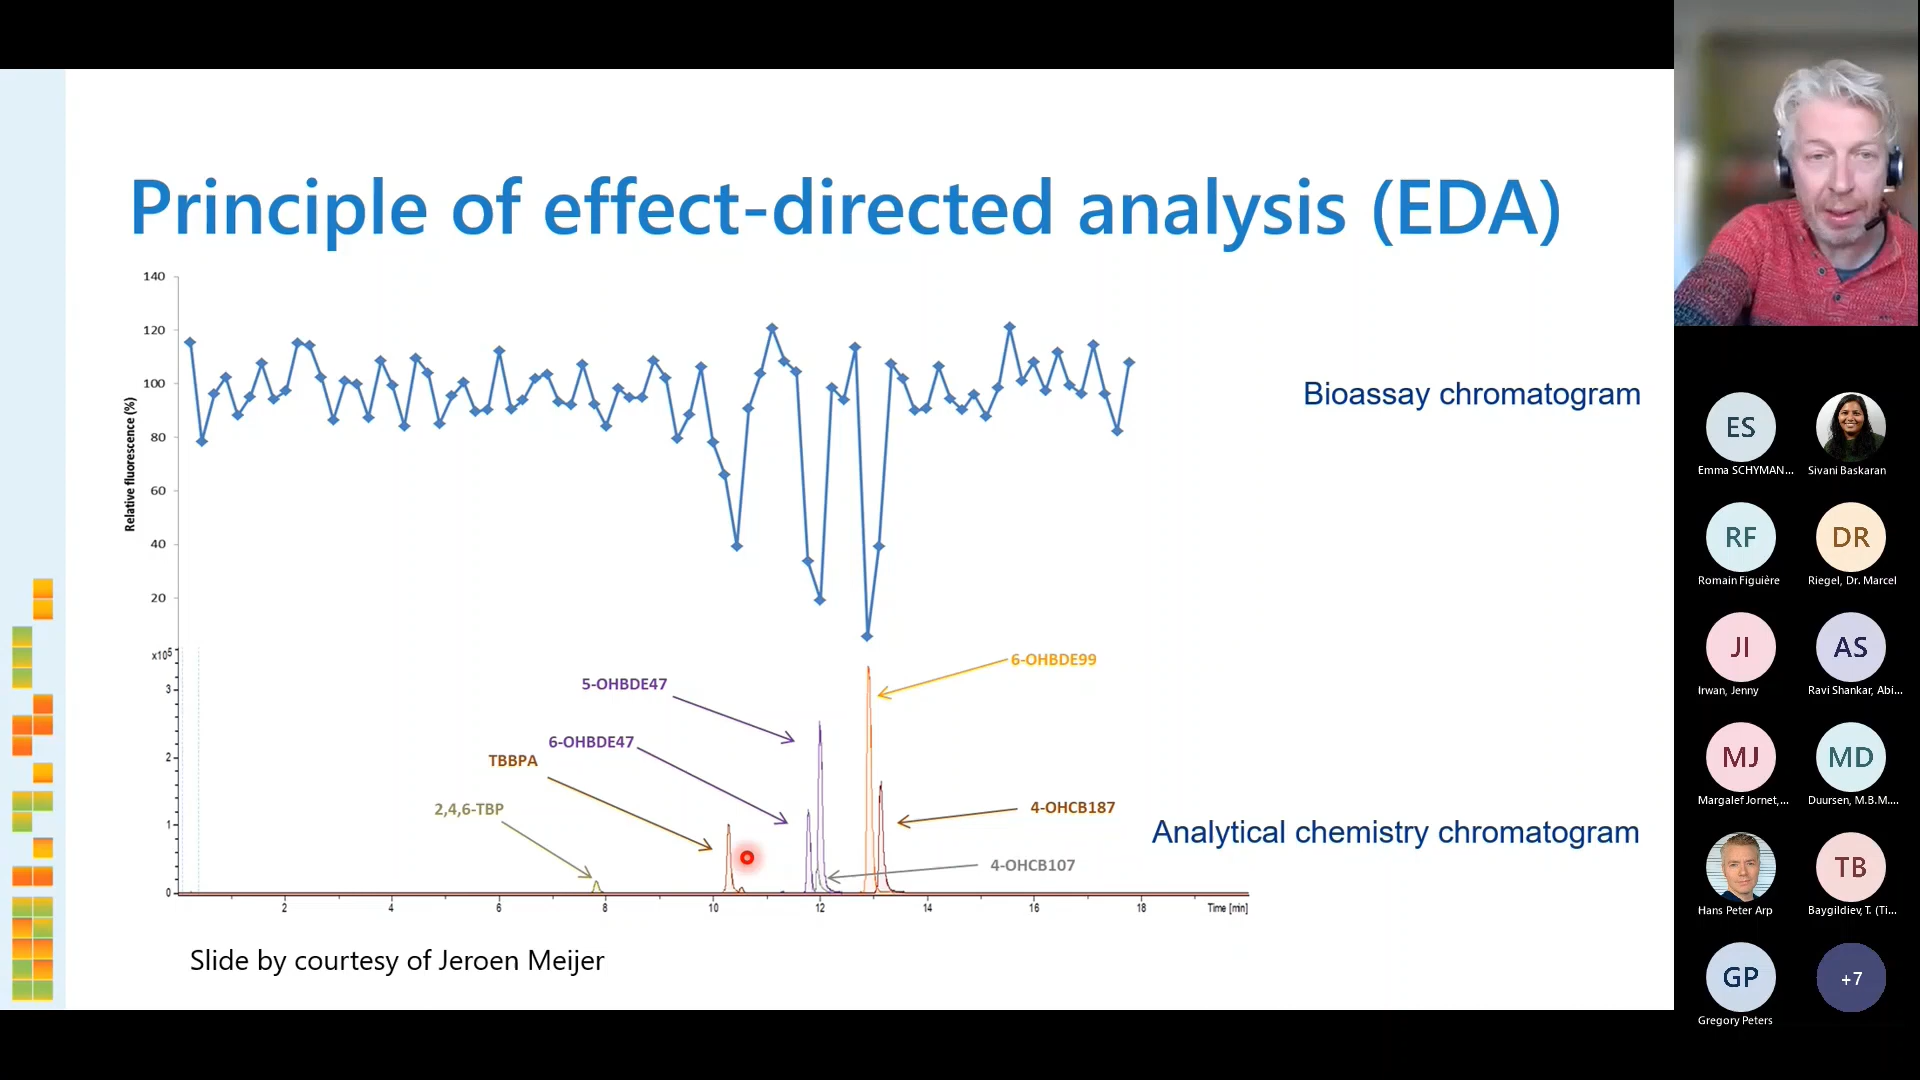 Principle of effect-directed analysis (EDA)
140
120
100
80
60
40
20
Relative fluorescence (%)
Bioassay chromatogram
x10⁵
3
2
1
0
6-OHBDE99
5-OHBDE47
6-OHBDE47
TBBPA
2,4,6-TBP
4-OHCB187
4-OHCB107
Analytical chemistry chromatogram
2
4
6
8
10
12
14
16
18
Time [min]
Slide by courtesy of Jeroen Meijer
ES
Emma SCHYMAN...
Sivani Baskaran
RF
Romain Figuière
DR
Riegel, Dr. Marcel
JI
Irwan, Jenny
AS
Ravi Shankar, Abi...
MJ
Margalef Jornet,...
MD
Duursen, M.B.M....
Hans Peter Arp
TB
Baygildiev, T. (Ti...
GP
Gregory Peters
+7